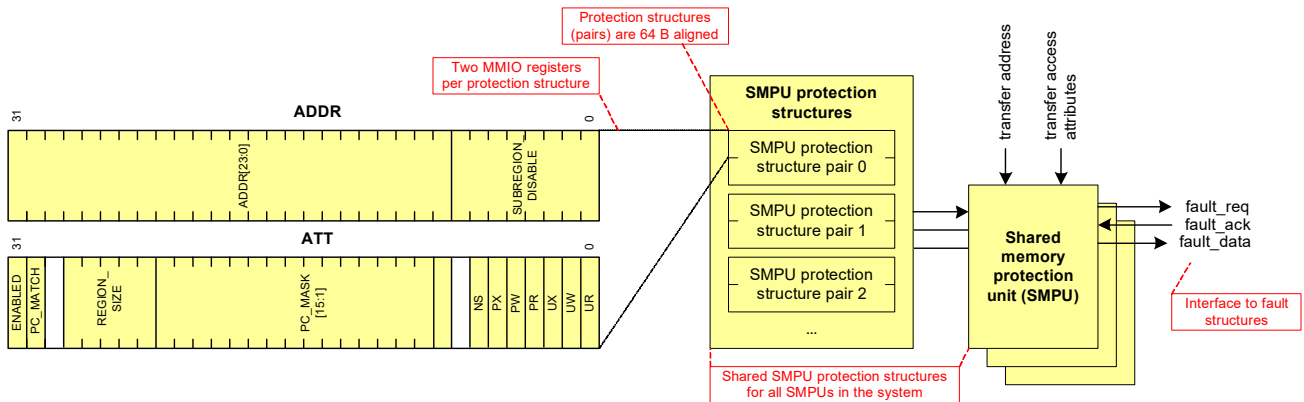 Protection structures
(pairs) are 64 B aligned
Two MMIO registers
per protection structure
ADDR
31
0
ADDR[23:0]
SUBREGION_
DISABLE
ATT
31
0
ENABLED
PC_MATCH
REGION_
SIZE
PC_MASK
[15:1]
NS
PX
PW
PR
UX
UW
UR
SMPU protection
structures
SMPU protection
structure pair 0
SMPU protection
structure pair 1
SMPU protection
structure pair 2
...
Shared SMPU protection structures
for all SMPUs in the system
transfer address
transfer access
attributes
Shared
memory
protection
unit (SMPU)
fault_req
fault_ack
fault_data
Interface to fault
structures